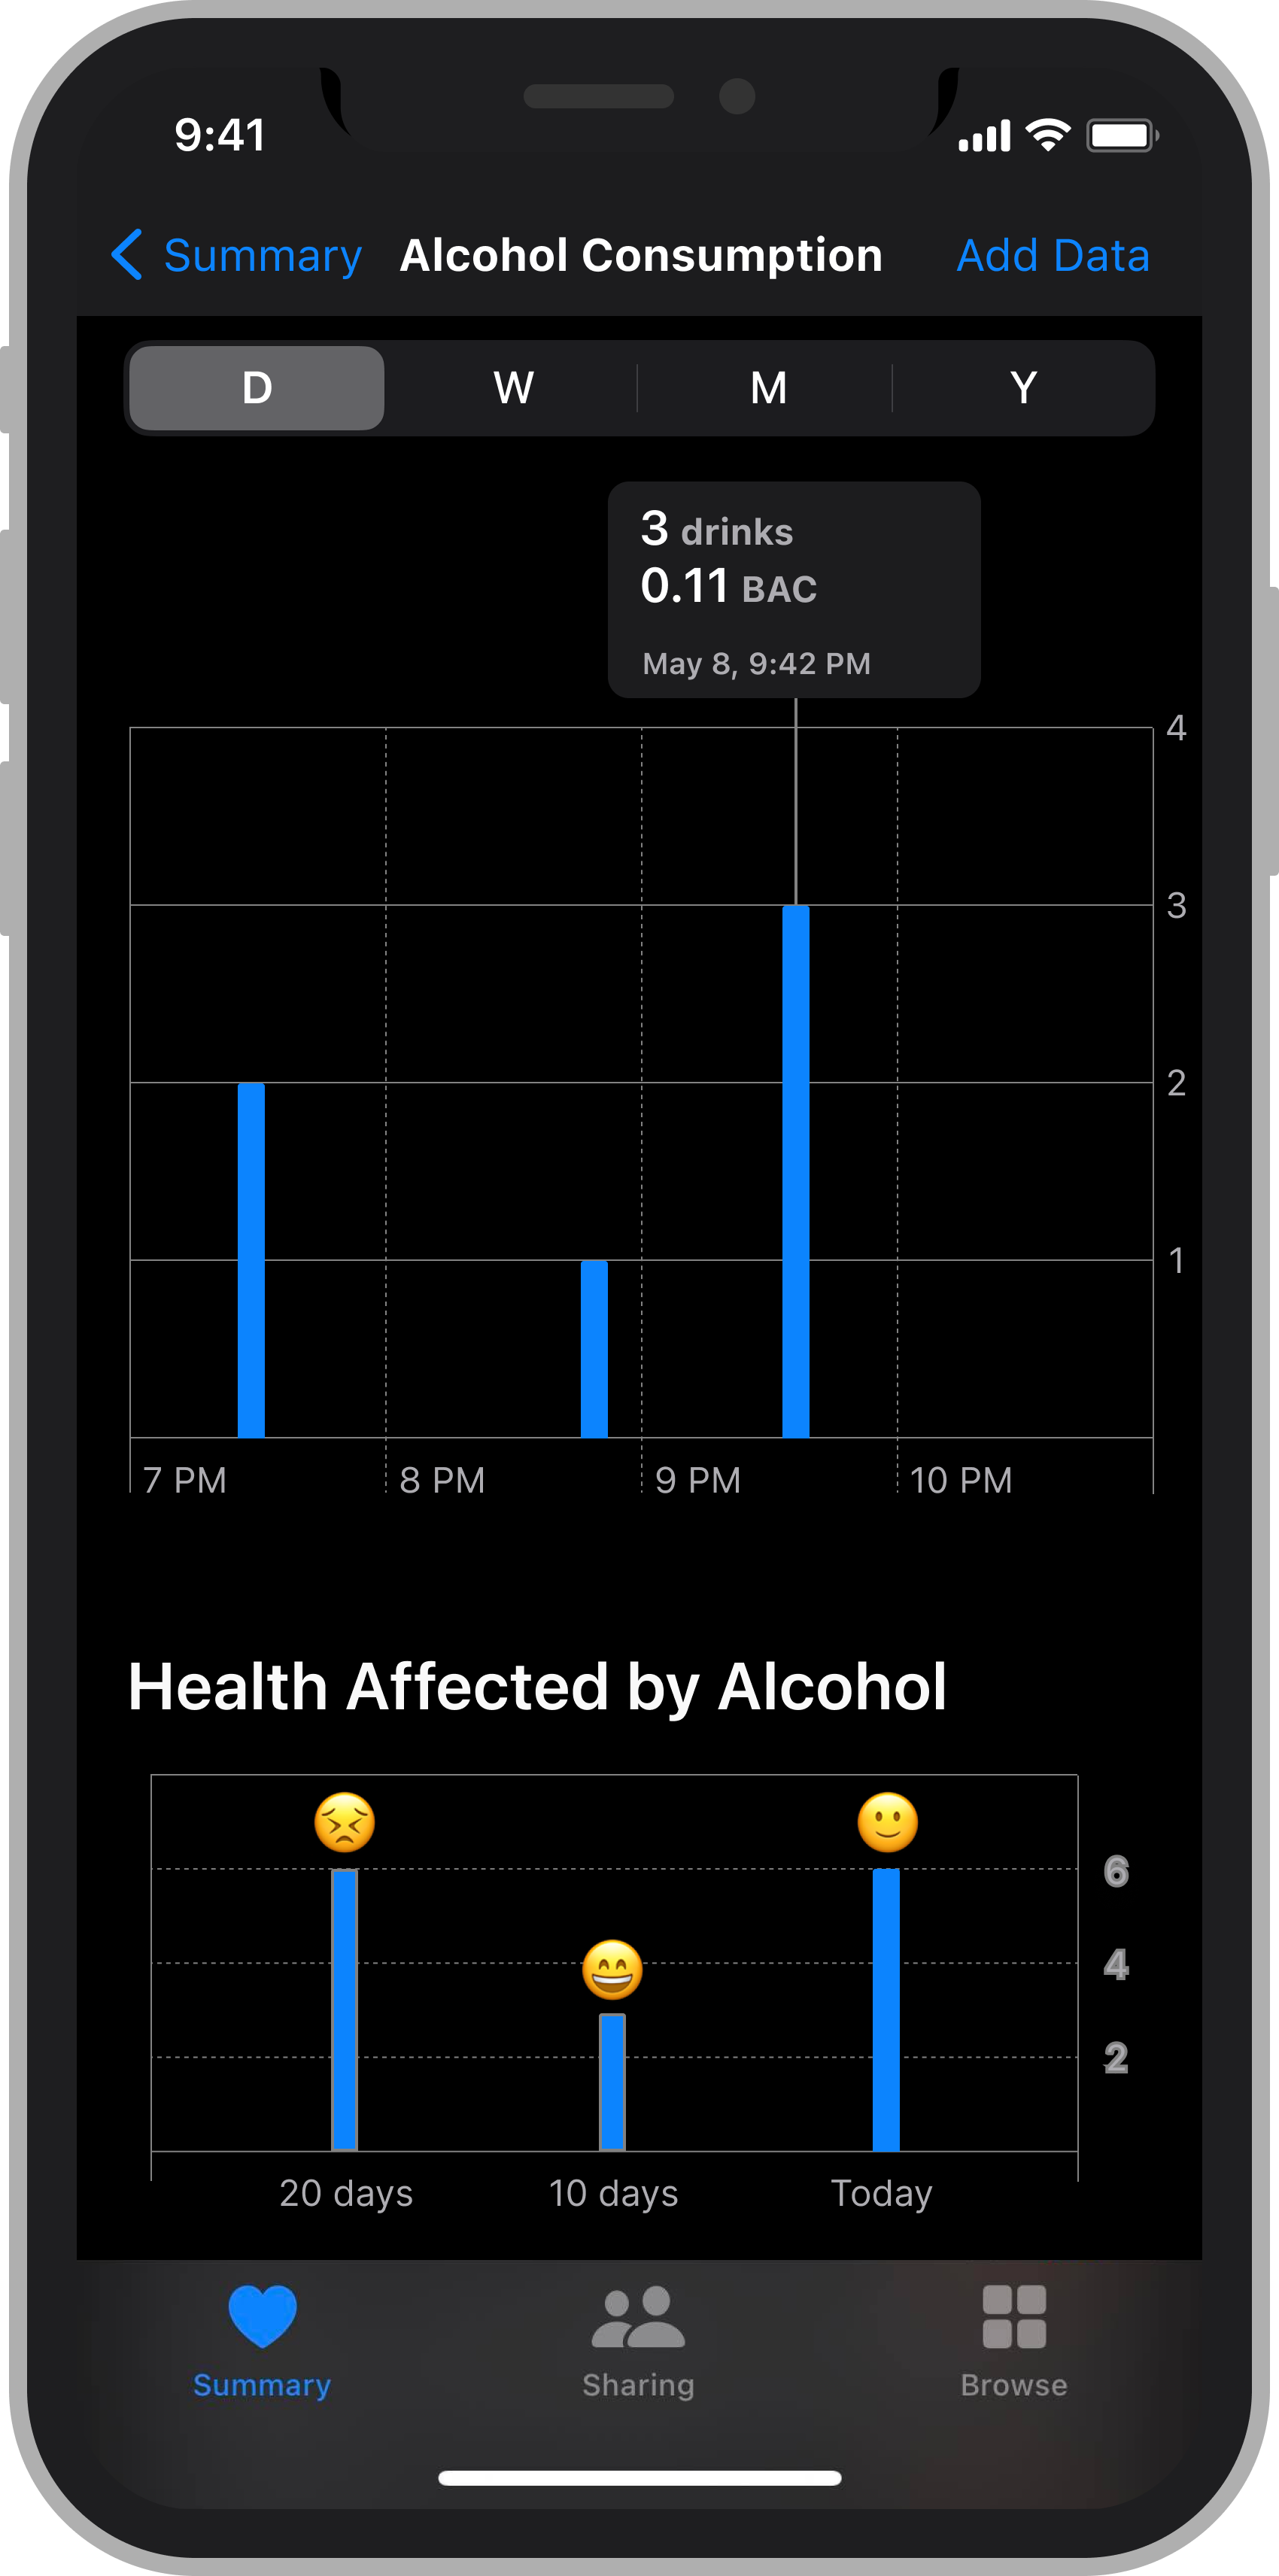 9:41
Summary Alcohol Consumption Add Data
D W M Y
3 drinks
0.11 BAC
May 8, 9:42 PM
4
3
2
1
7 PM 8 PM 9 PM 10 PM
Health Affected by Alcohol
6
4
2
20 days 10 days Today
Summary Sharing Browse